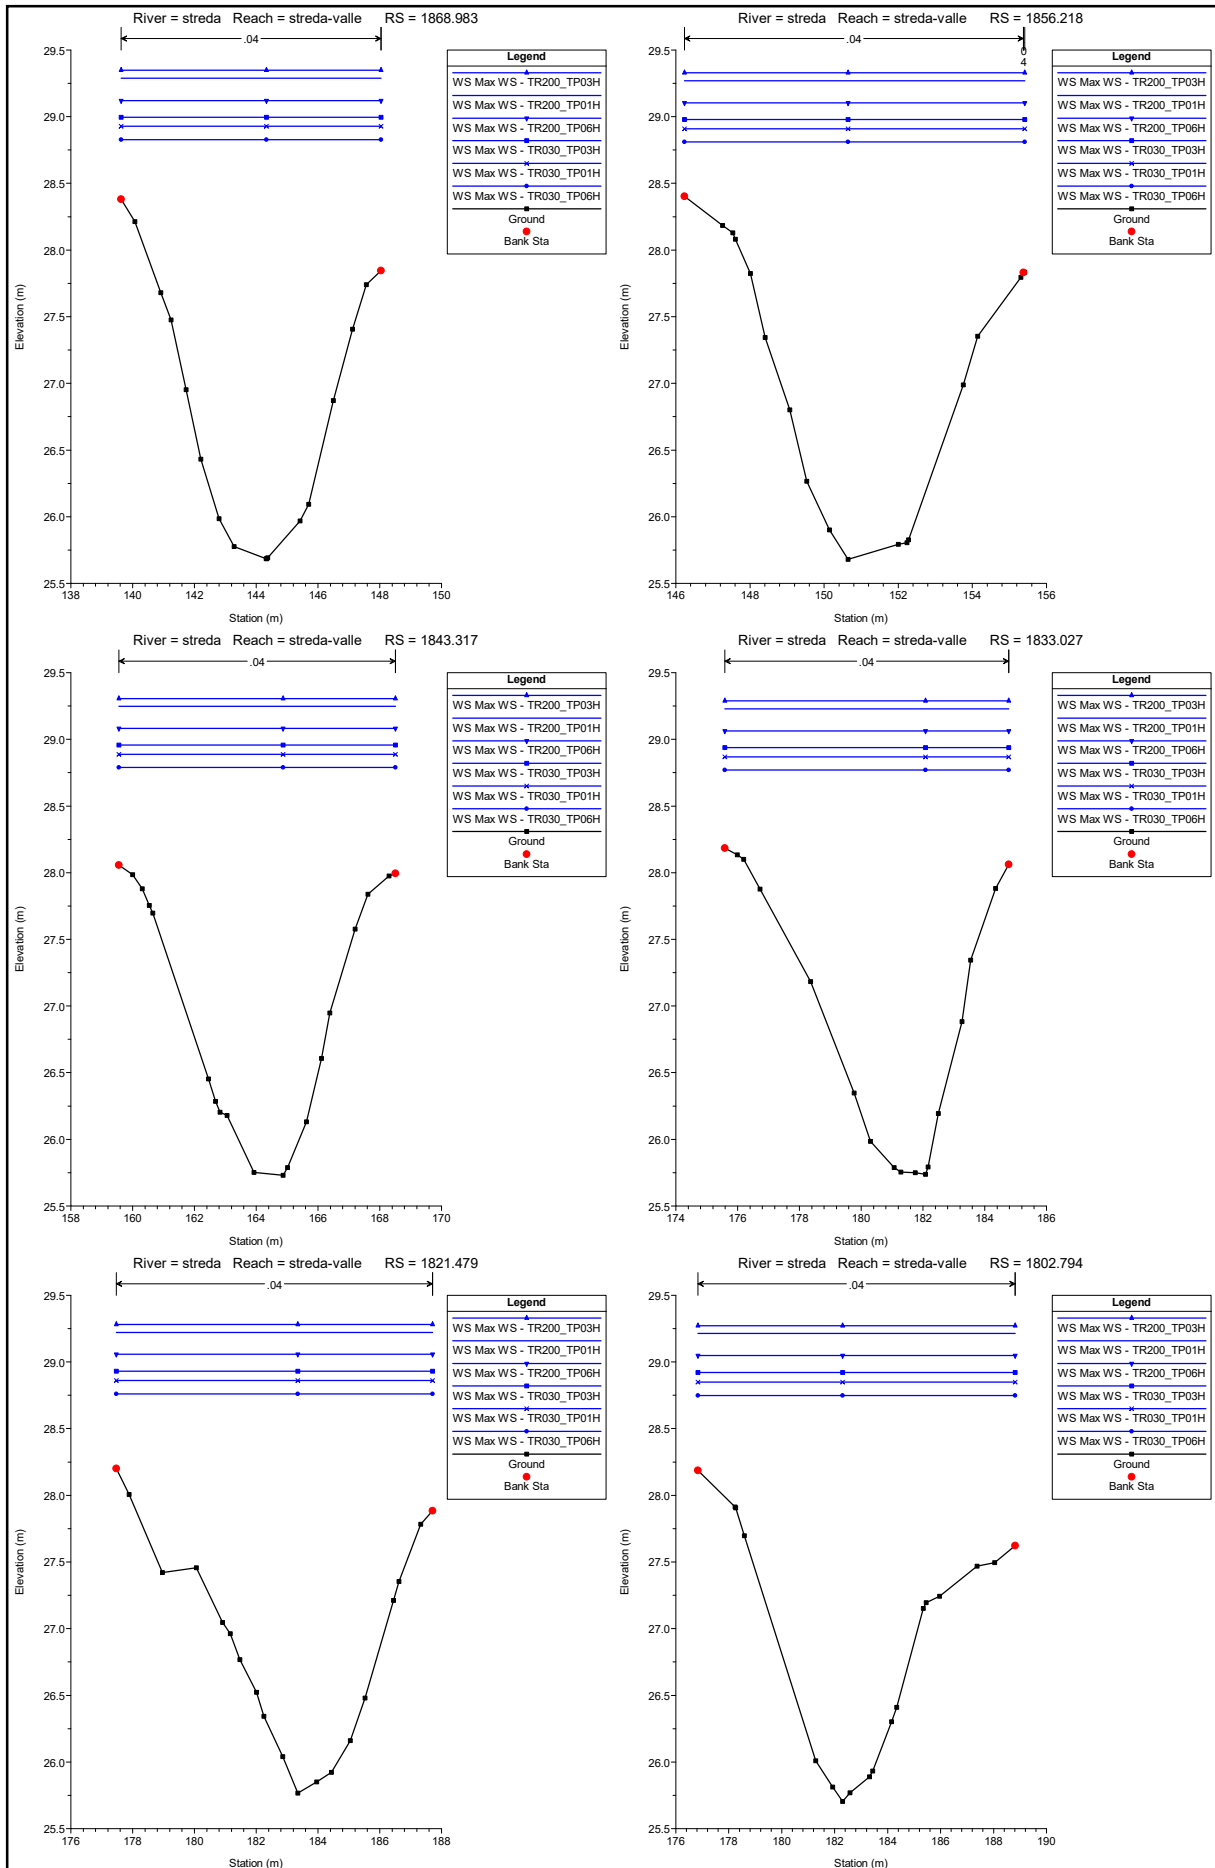 River = streda Reach = streda-valle RS = 1868.983
.04
Legend
WS Max WS - TR200_TP03H
WS Max WS - TR200_TP01H
WS Max WS - TR200_TP06H
WS Max WS - TR030_TP03H
WS Max WS - TR030_TP01H
WS Max WS - TR030_TP06H
Ground
Bank Sta
29.5
29.0
28.5
28.0
27.5
27.0
26.5
26.0
25.5
Elevation (m)
138 140 142 144 146 148 150
Station (m)
River = streda Reach = streda-valle RS = 1856.218
.04
0
4
Legend
WS Max WS - TR200_TP03H
WS Max WS - TR200_TP01H
WS Max WS - TR200_TP06H
WS Max WS - TR030_TP03H
WS Max WS - TR030_TP01H
WS Max WS - TR030_TP06H
Ground
Bank Sta
29.5
29.0
28.5
28.0
27.5
27.0
26.5
26.0
25.5
Elevation (m)
146 148 150 152 154 156
Station (m)
River = streda Reach = streda-valle RS = 1843.317
.04
Legend
WS Max WS - TR200_TP03H
WS Max WS - TR200_TP01H
WS Max WS - TR200_TP06H
WS Max WS - TR030_TP03H
WS Max WS - TR030_TP01H
WS Max WS - TR030_TP06H
Ground
Bank Sta
29.5
29.0
28.5
28.0
27.5
27.0
26.5
26.0
25.5
Elevation (m)
158 160 162 164 166 168 170
Station (m)
River = streda Reach = streda-valle RS = 1833.027
.04
Legend
WS Max WS - TR200_TP03H
WS Max WS - TR200_TP01H
WS Max WS - TR200_TP06H
WS Max WS - TR030_TP03H
WS Max WS - TR030_TP01H
WS Max WS - TR030_TP06H
Ground
Bank Sta
29.5
29.0
28.5
28.0
27.5
27.0
26.5
26.0
25.5
Elevation (m)
174 176 178 180 182 184 186
Station (m)
River = streda Reach = streda-valle RS = 1821.479
.04
Legend
WS Max WS - TR200_TP03H
WS Max WS - TR200_TP01H
WS Max WS - TR200_TP06H
WS Max WS - TR030_TP03H
WS Max WS - TR030_TP01H
WS Max WS - TR030_TP06H
Ground
Bank Sta
29.5
29.0
28.5
28.0
27.5
27.0
26.5
26.0
25.5
Elevation (m)
176 178 180 182 184 186 188
Station (m)
River = streda Reach = streda-valle RS = 1802.794
.04
Legend
WS Max WS - TR200_TP03H
WS Max WS - TR200_TP01H
WS Max WS - TR200_TP06H
WS Max WS - TR030_TP03H
WS Max WS - TR030_TP01H
WS Max WS - TR030_TP06H
Ground
Bank Sta
29.5
29.0
28.5
28.0
27.5
27.0
26.5
26.0
25.5
Elevation (m)
176 178 180 182 184 186 188 190
Station (m)